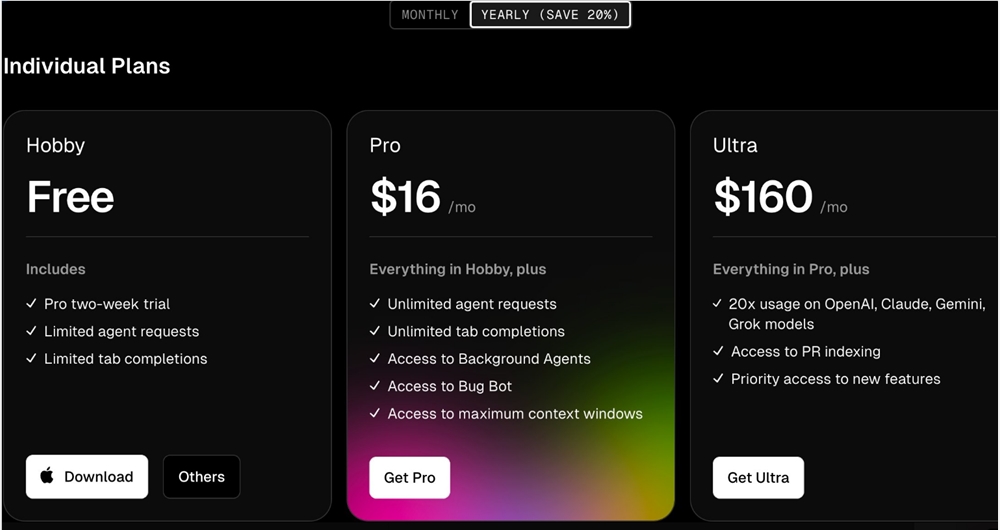 MONTHLY YEARLY (SAVE 20%)
Individual Plans
Hobby
Free
Includes
Pro two-week trial
Limited agent requests
Limited tab completions
Download Others
Pro
$16 /mo
Everything in Hobby, plus
Unlimited agent requests
Unlimited tab completions
Access to Background Agents
Access to Bug Bot
Access to maximum context windows
Get Pro
Ultra
$160 /mo
Everything in Pro, plus
20x usage on OpenAI, Claude, Gemini,
Grok models
Access to PR indexing
Priority access to new features
Get Ultra